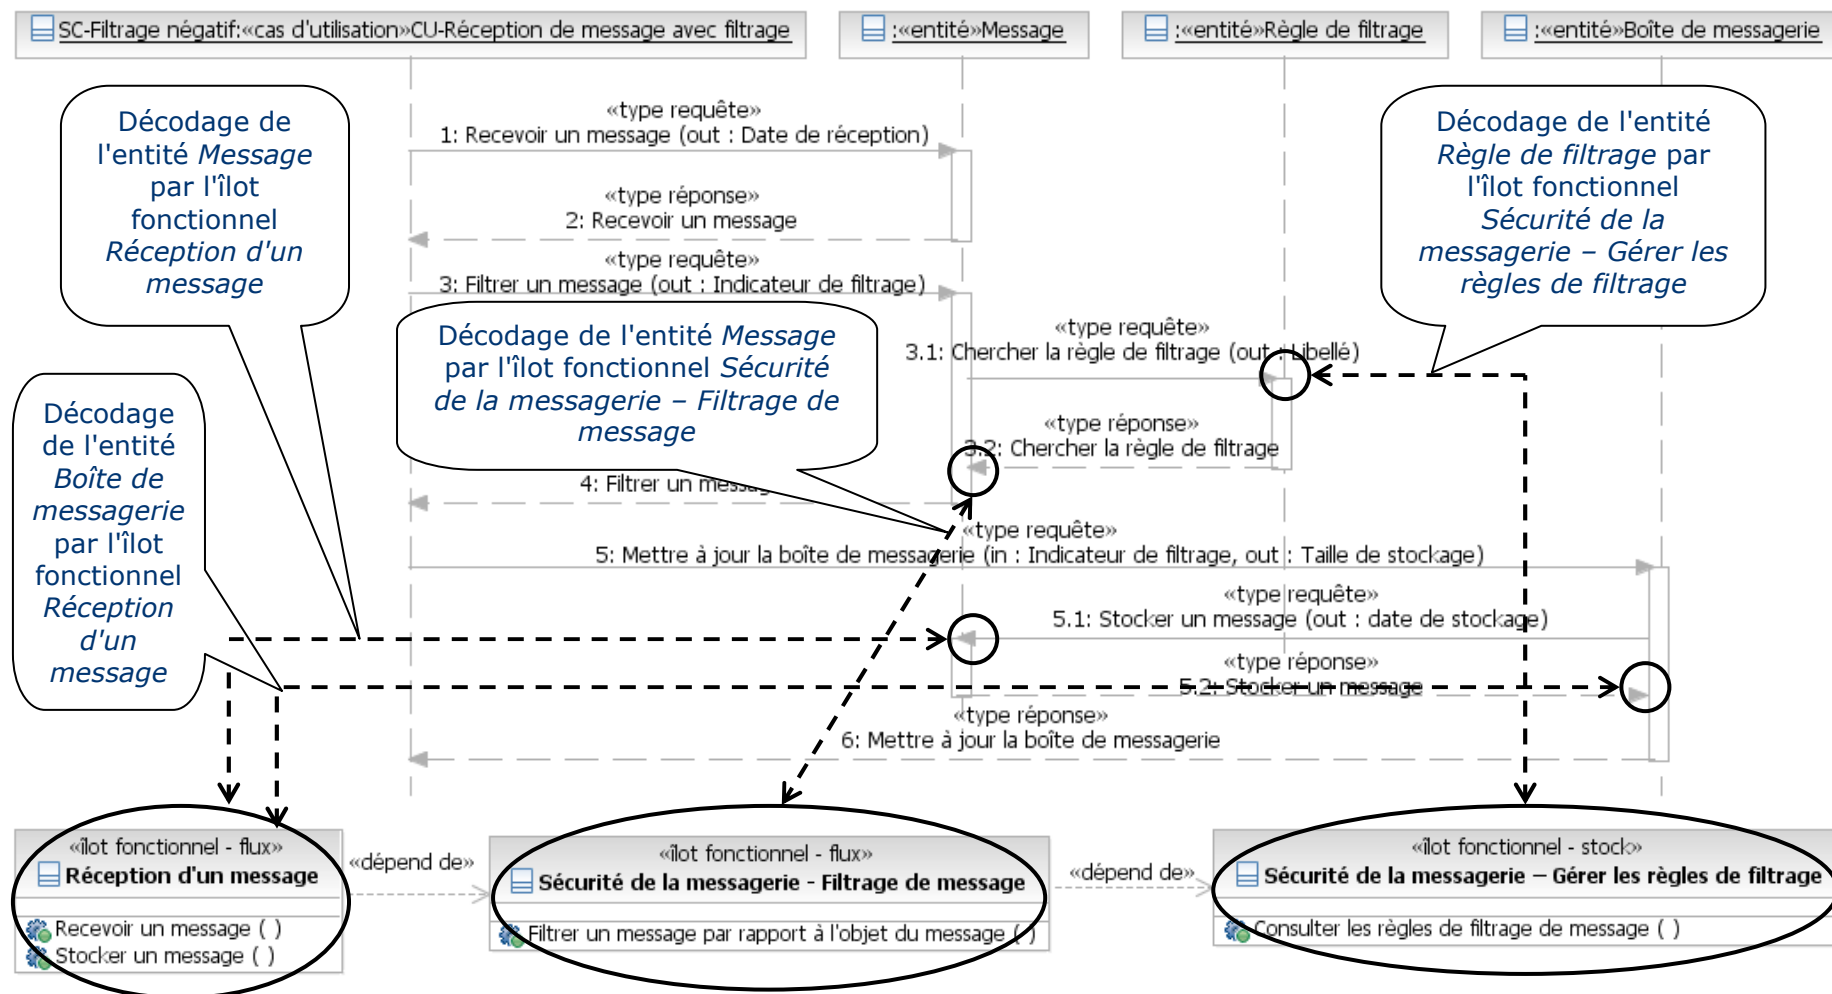 SC-Filtrage négatif:«cas d'utilisation»CU-Réception de message avec filtrage
:«entité»Message
:«entité»Règle de filtrage
:«entité»Boîte de messagerie
Décodage de
l'entité Message
par l'îlot
fonctionnel
Réception d'un
message
«type requête»
1: Recevoir un message (out : Date de réception)
«type réponse»
2: Recevoir un message
«type requête»
3: Filtrer un message (out : Indicateur de filtrage)
Décodage de l'entité
Règle de filtrage par
l'îlot fonctionnel
Sécurité de la
messagerie – Gérer les
règles de filtrage
Décodage de l'entité Message
par l'îlot fonctionnel Sécurité
de la messagerie – Filtrage de
message
«type requête»
3.1: Chercher la règle de filtrage (out : Libellé)
Décodage
de l'entité
Boîte de
messagerie
par l'îlot
fonctionnel
Réception
d'un
message
«type réponse»
3.2: Chercher la règle de filtrage
4: Filtrer un messag
«type requête»
5: Mettre à jour la boîte de messagerie (in : Indicateur de filtrage, out : Taille de stockage)
«type requête»
5.1: Stocker un message (out : date de stockage)
«type réponse»
5.2: Stocker un message
«type réponse»
6: Mettre à jour la boîte de messagerie
«îlot fonctionnel - flux»
Réception d'un message
Recevoir un message ( )
Stocker un message ( )
«dépend de»
«îlot fonctionnel - flux»
Sécurité de la messagerie - Filtrage de message
Filtrer un message par rapport à l'objet du message ( )
«dépend de»
«îlot fonctionnel - stock»
Sécurité de la messagerie – Gérer les règles de filtrage
Consulter les règles de filtrage de message ( )